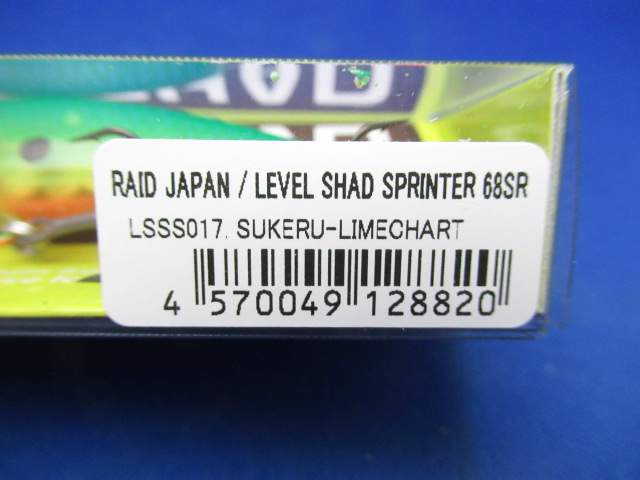 RAID JAPAN / LEVEL SHAD SPRINTER 68SR
LSSS017. SUKERU-LIMECHART
4 570049 128820